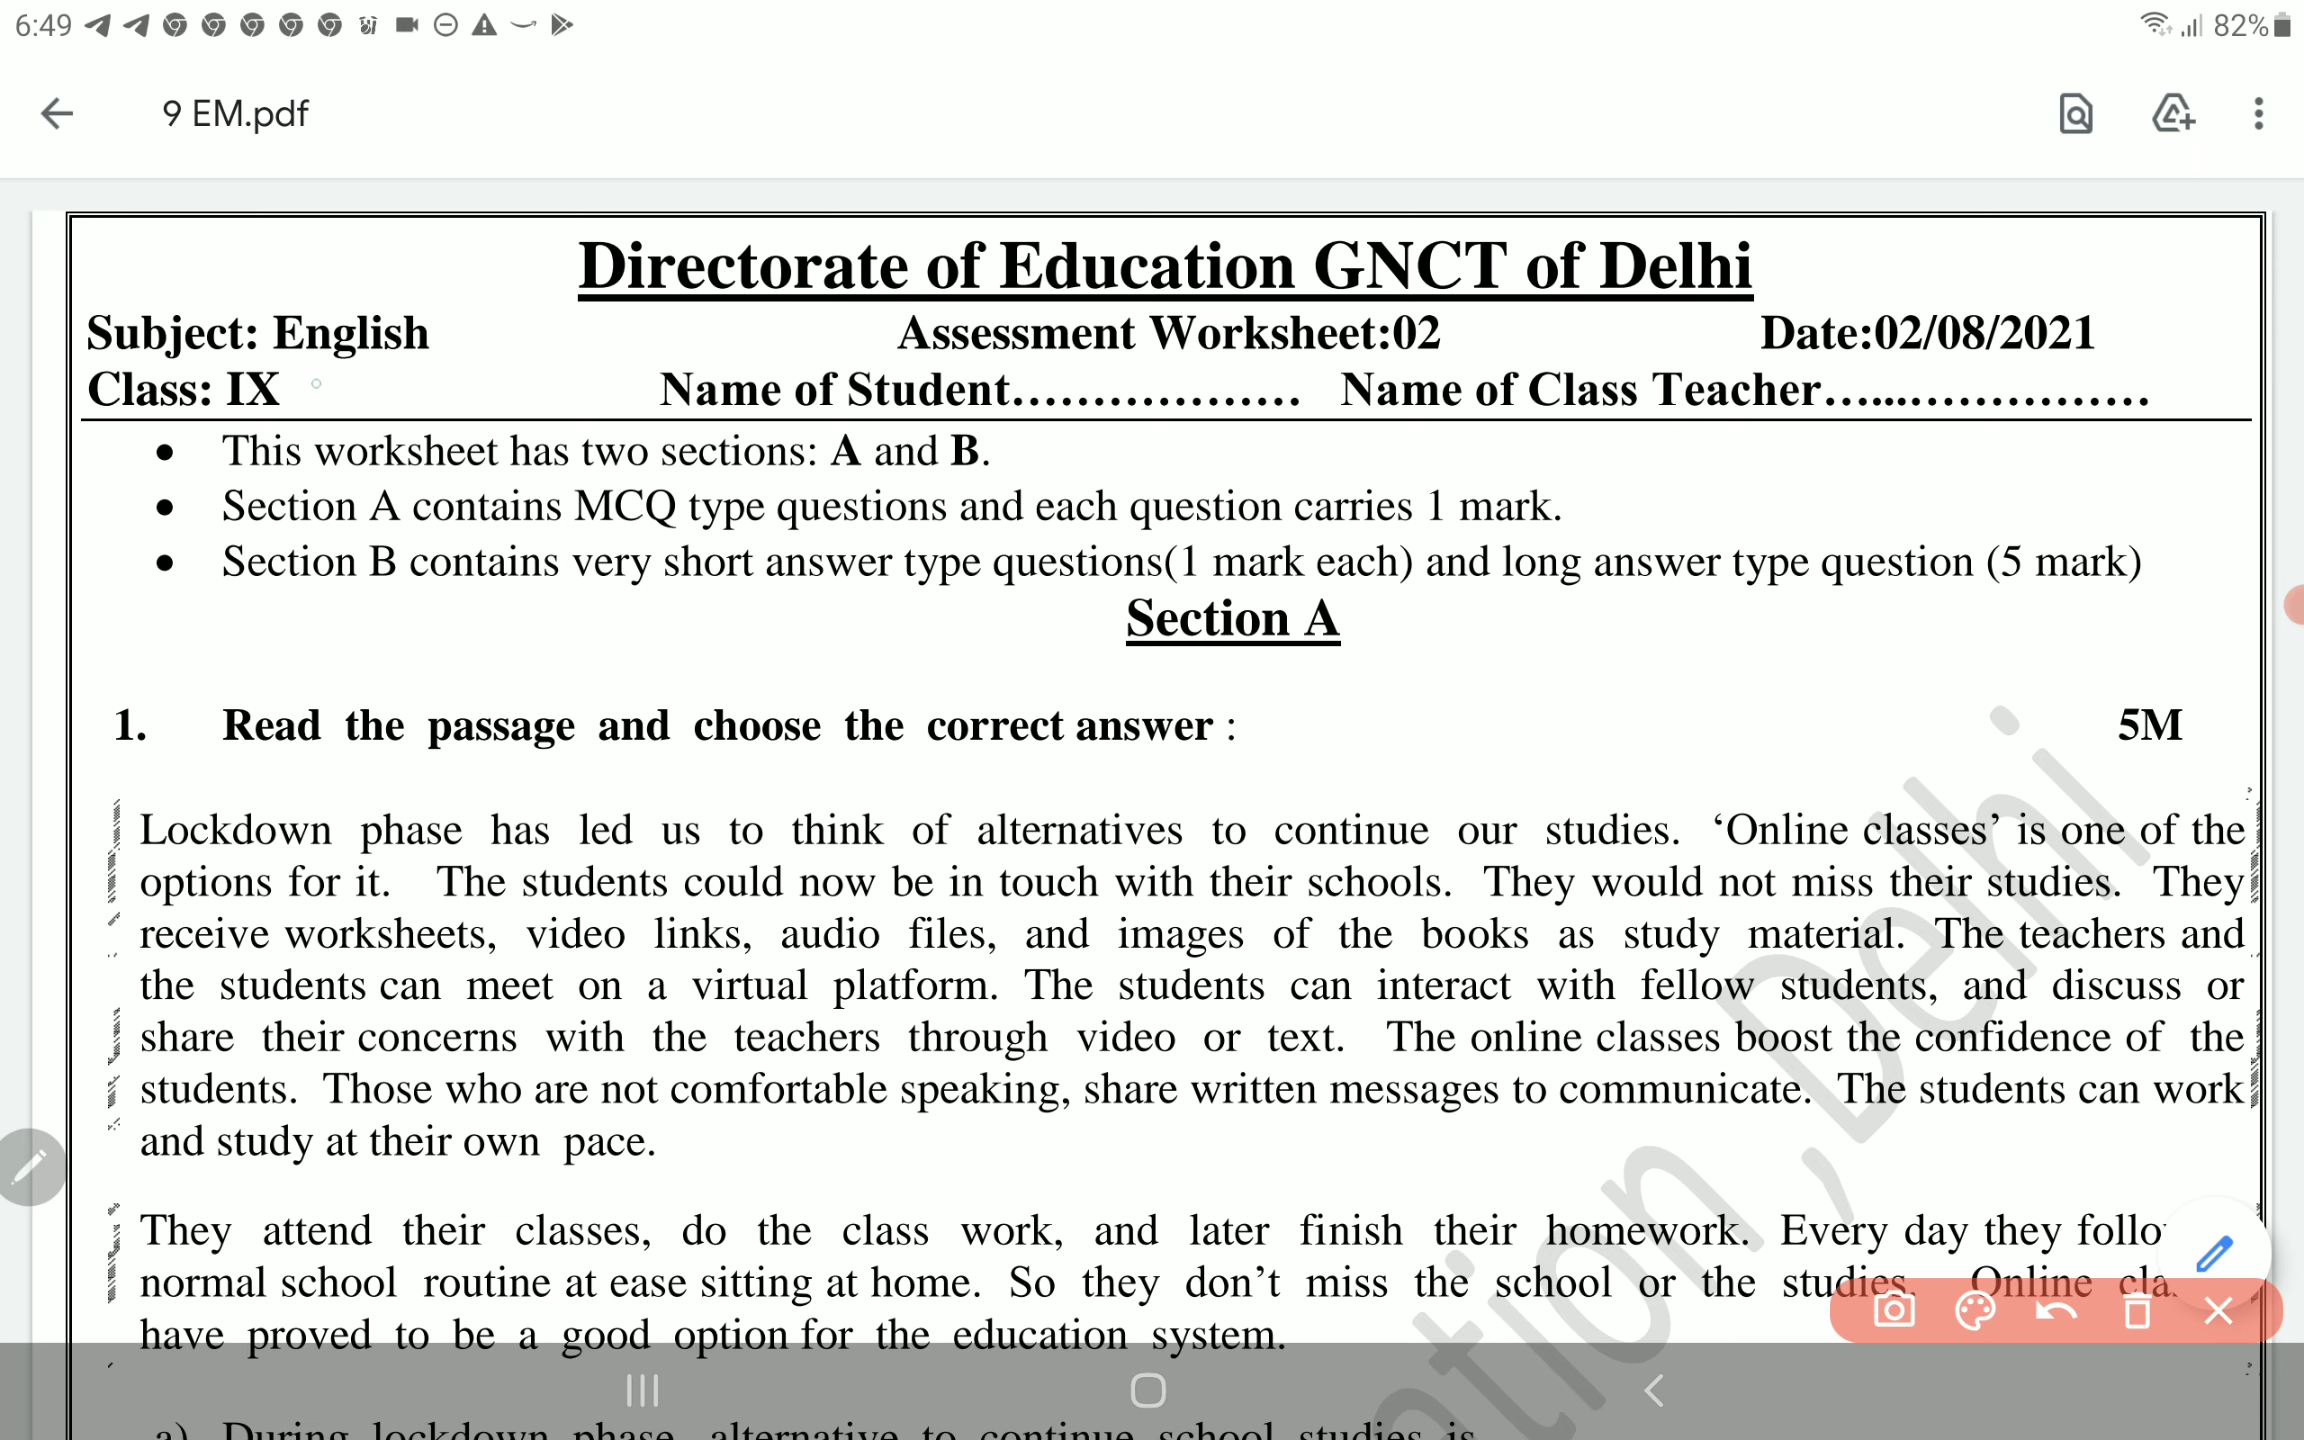 6:49
82%
9 EM.pdf
Directorate of Education GNCT of Delhi
Subject: English Assessment Worksheet:02 Date:02/08/2021
Class: IX Name of Student.................. Name of Class Teacher.....................
• This worksheet has two sections: A and B.
• Section A contains MCQ type questions and each question carries 1 mark.
• Section B contains very short answer type questions(1 mark each) and long answer type question (5 mark)
Section A
1. Read the passage and choose the correct answer : 5M
Lockdown phase has led us to think of alternatives to continue our studies. ‘Online classes’ is one of the
options for it. The students could now be in touch with their schools. They would not miss their studies. They
receive worksheets, video links, audio files, and images of the books as study material. The teachers and
the students can meet on a virtual platform. The students can interact with fellow students, and discuss or
share their concerns with the teachers through video or text. The online classes boost the confidence of the
students. Those who are not comfortable speaking, share written messages to communicate. The students can work
and study at their own pace.
They attend their classes, do the class work, and later finish their homework. Every day they follo
normal school routine at ease sitting at home. So they don’t miss the school or the studies. Online cla
have proved to be a good option for the education system.
a) During lockdown phase, alternative to continue school studies is
ation ,Delhi